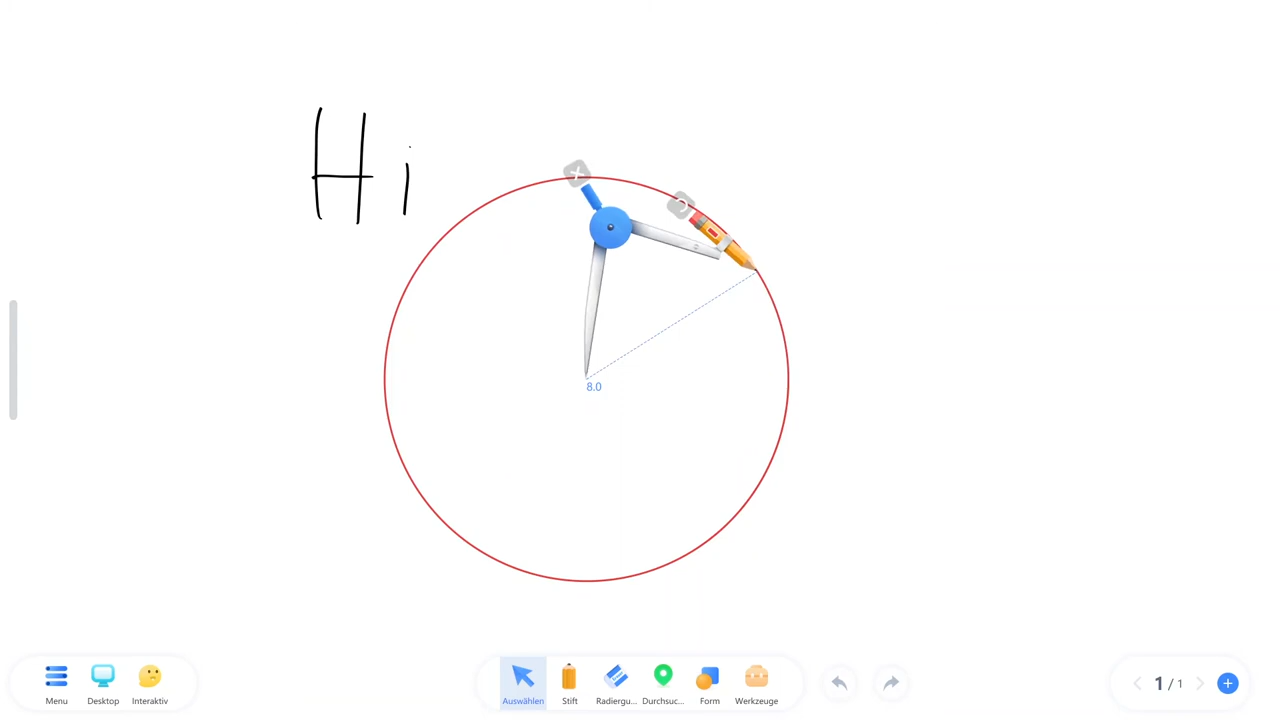 Hi
8.0
Menu
Desktop
Interaktiv
Auswählen
Stift
Radiergu...
Durchsuc...
Form
Werkzeuge
1 / 1